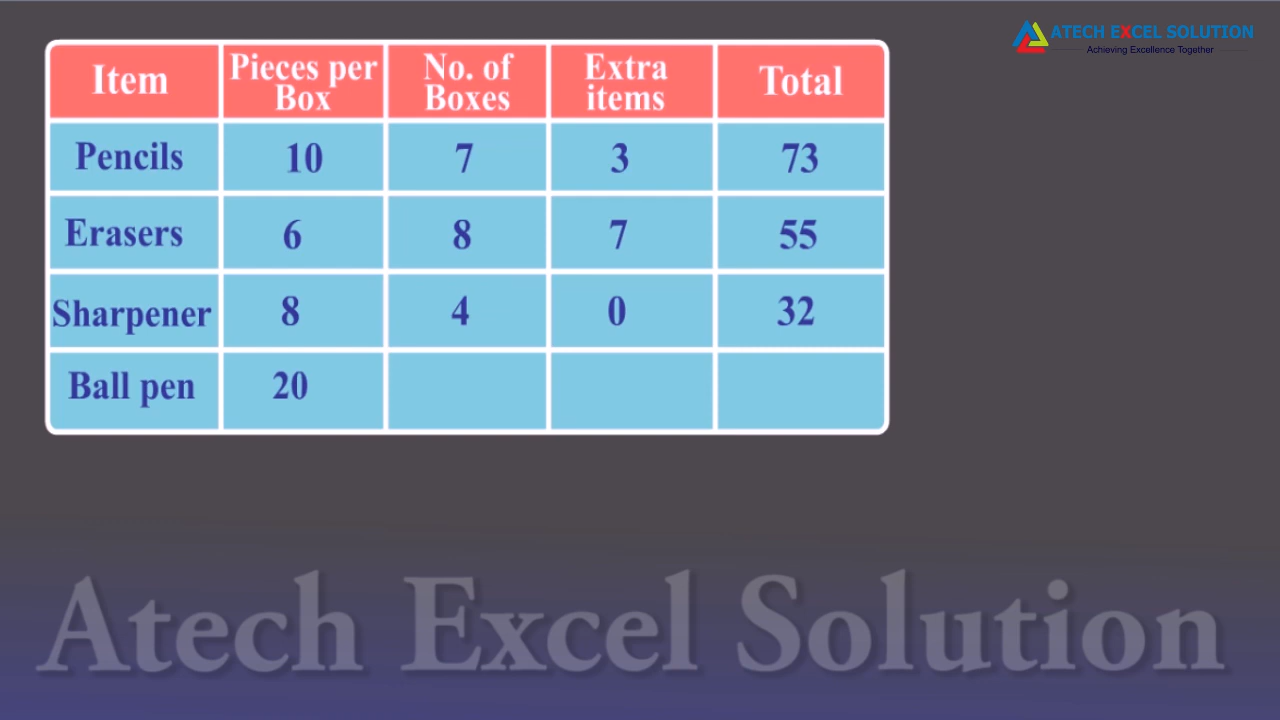 ATECH EXCEL SOLUTION
Achieving Excellence Together
Item Pieces per Box No. of Boxes Extra items Total
Pencils 10 7 3 73
Erasers 6 8 7 55
Sharpener 8 4 0 32
Ball pen 20
Atech Excel Solution